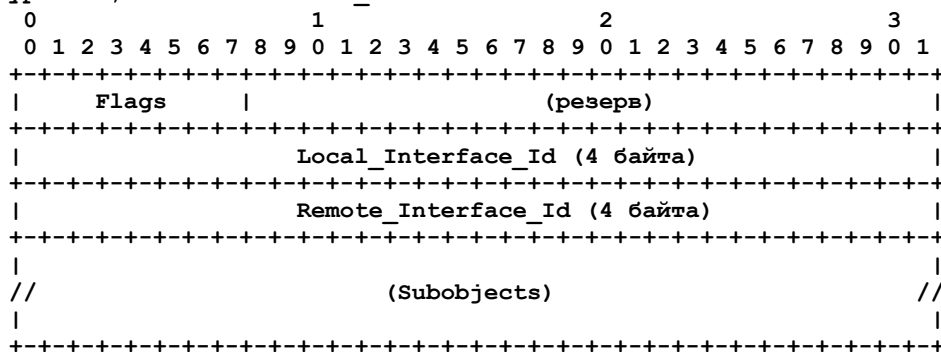 0                   1                   2                   3
 0 1 2 3 4 5 6 7 8 9 0 1 2 3 4 5 6 7 8 9 0 1 2 3 4 5 6 7 8 9 0 1
+-+-+-+-+-+-+-+-+-+-+-+-+-+-+-+-+-+-+-+-+-+-+-+-+-+-+-+-+-+-+-+-+
|     Flags     |                    (резерв)                   |
+-+-+-+-+-+-+-+-+-+-+-+-+-+-+-+-+-+-+-+-+-+-+-+-+-+-+-+-+-+-+-+-+
|                   Local_Interface_Id (4 байта)                |
+-+-+-+-+-+-+-+-+-+-+-+-+-+-+-+-+-+-+-+-+-+-+-+-+-+-+-+-+-+-+-+-+
|                   Remote_Interface_Id (4 байта)               |
+-+-+-+-+-+-+-+-+-+-+-+-+-+-+-+-+-+-+-+-+-+-+-+-+-+-+-+-+-+-+-+-+
|                                                               |
//                        (Subobjects)                         //
|                                                               |
+-+-+-+-+-+-+-+-+-+-+-+-+-+-+-+-+-+-+-+-+-+-+-+-+-+-+-+-+-+-+-+-+